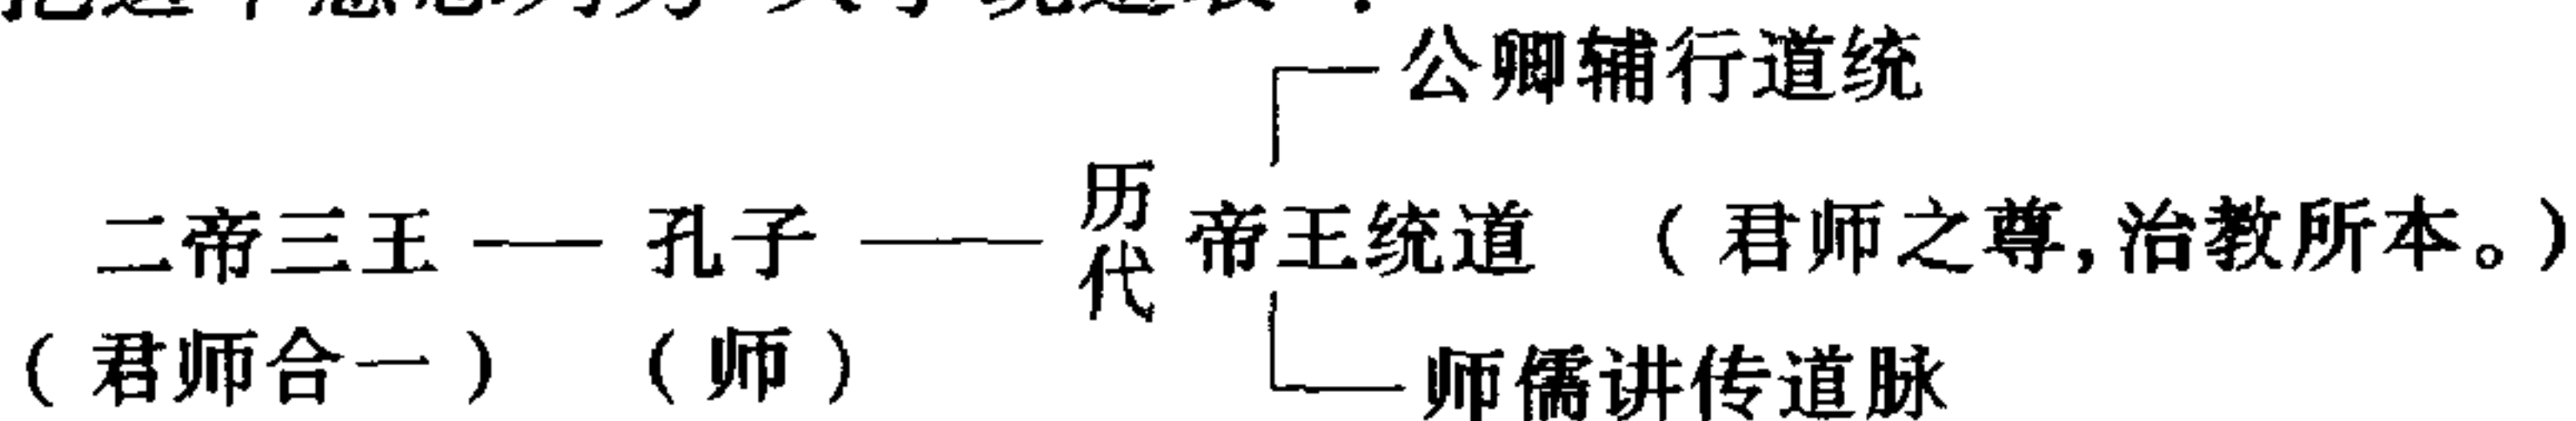 公卿辅行道统
二帝三王 —— 孔子 —— 历代 帝王统道 （君师之尊，治教所本。）
（君师合一） （师）
师儒讲传道脉